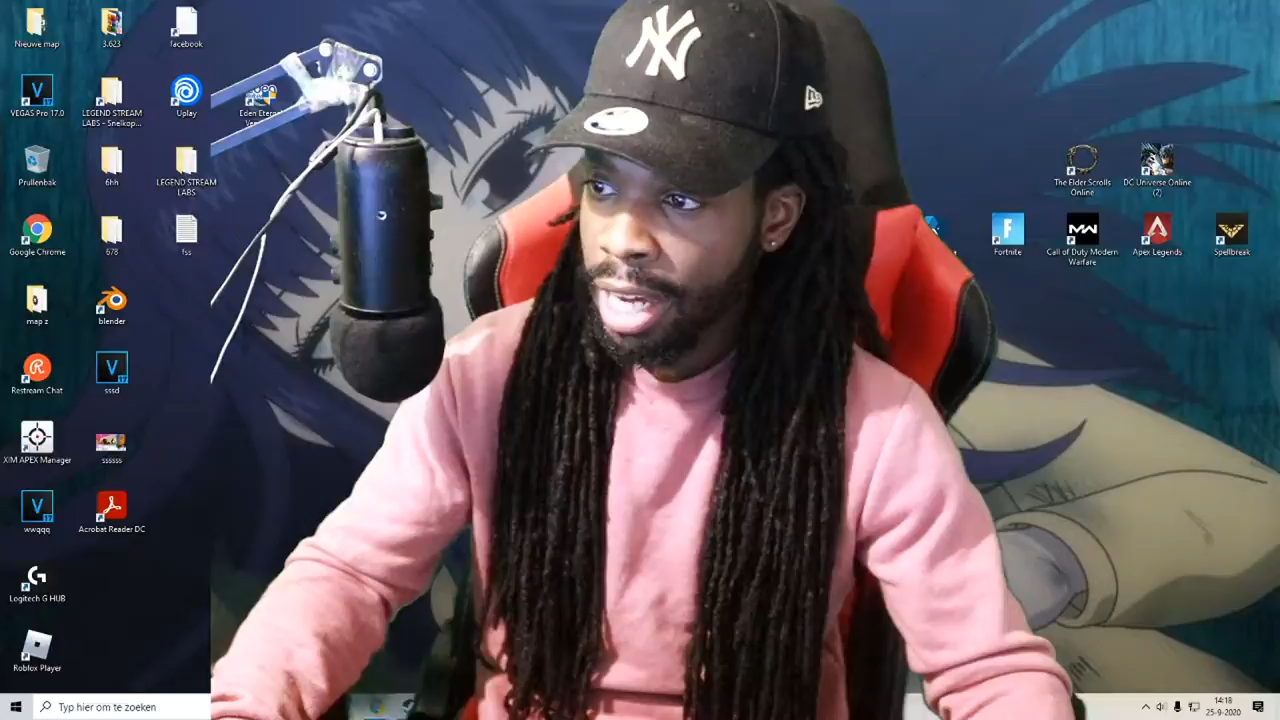 Nieuwe map
3.623
facebook
VEGAS Pro 17.0
LEGEND STREAM
LABS - Snelkop...
Uplay
Eden Eterna
Prullenbak
6hh
LEGEND STREAM
LABS
Google Chrome
678
fss
map z
blender
Restream Chat
sssd
XIM APEX Manager
ssssss
wwqqq
Acrobat Reader DC
Logitech G HUB
Roblox Player
NY
The Elder Scrolls
Online
DC Universe Online
(2)
Fortnite
Call of Duty Modern
Warfare
Apex Legends
Spellbreak
Typ hier om te zoeken
14:18
25-9-2020